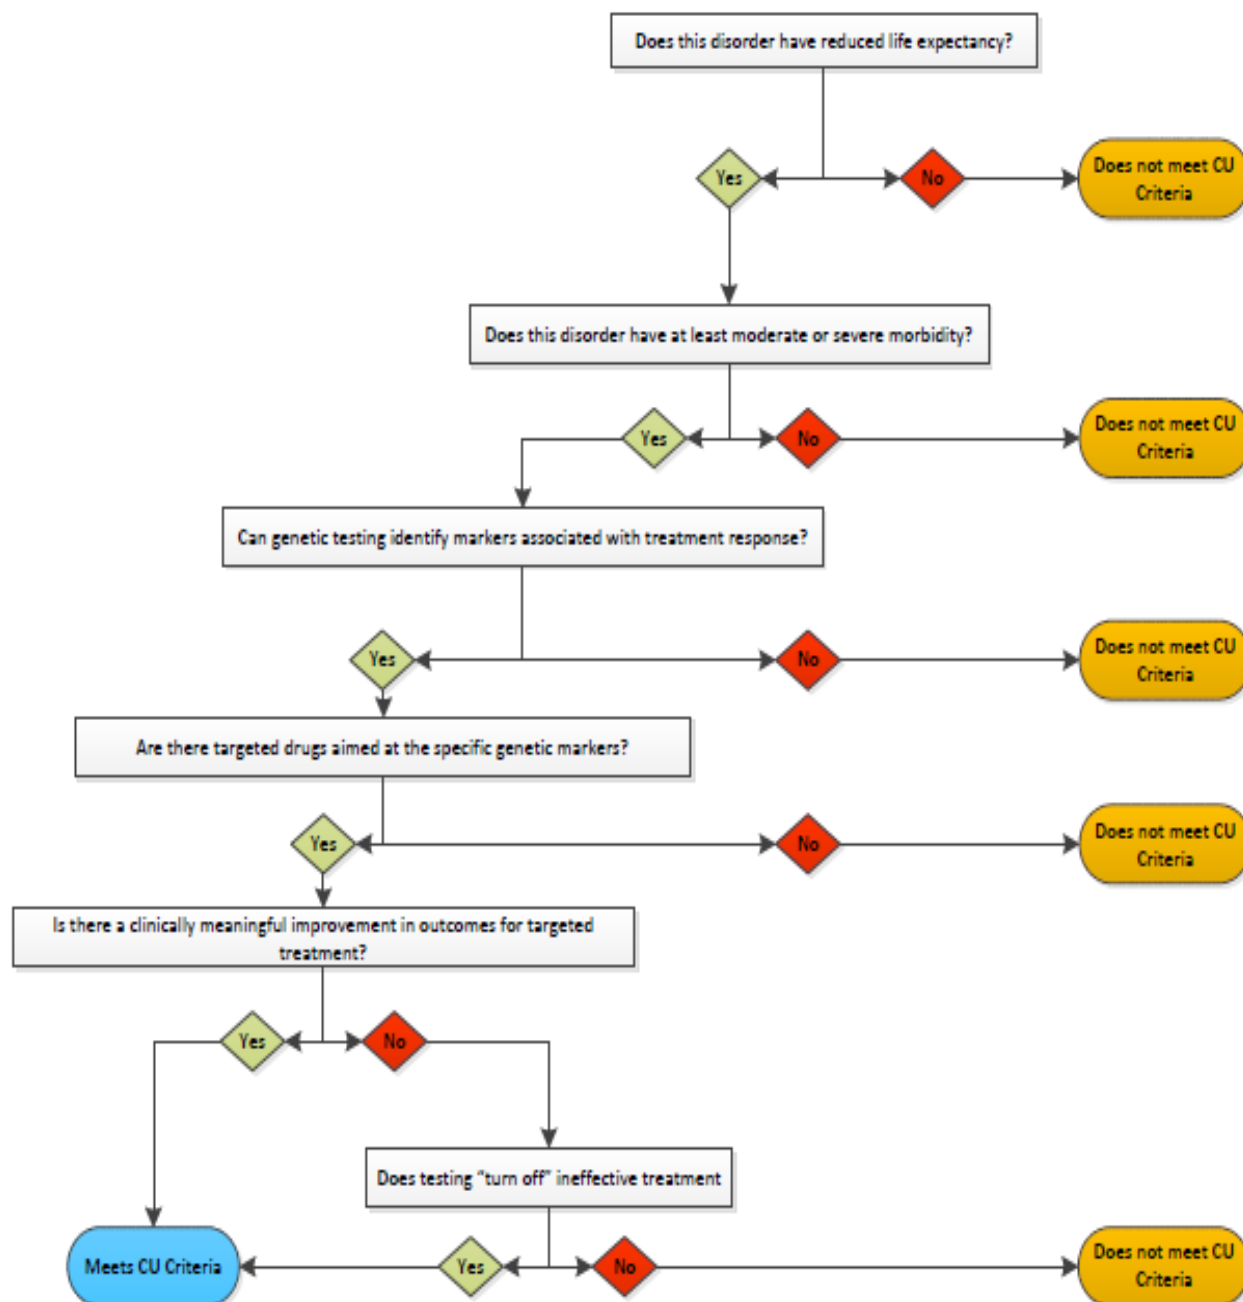 Does this disorder have reduced life expectancy?
Yes
No
Does not meet CU
Criteria
Does this disorder have at least moderate or severe morbidity?
Yes
No
Does not meet CU
Criteria
Can genetic testing identify markers associated with treatment response?
Yes
No
Does not meet CU
Criteria
Are there targeted drugs aimed at the specific genetic markers?
Yes
No
Does not meet CU
Criteria
Is there a clinically meaningful improvement in outcomes for targeted
treatment?
Yes
No
Does testing “turn off” ineffective treatment
Meets CU Criteria
Yes
No
Does not meet CU
Criteria